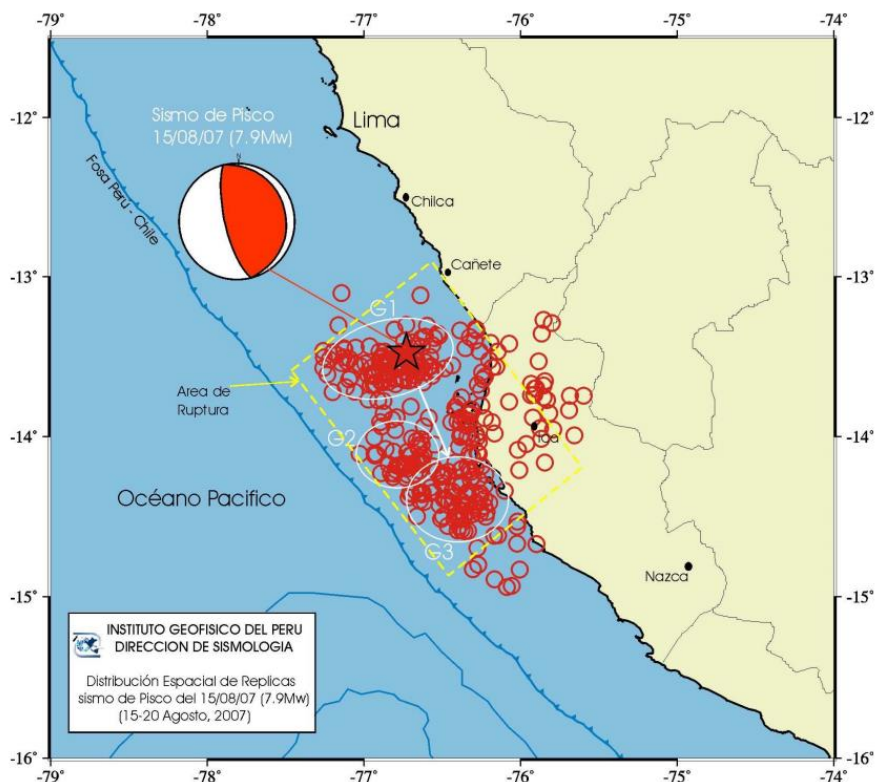 -79 -78 -77 -76 -75 -74
-12° -12°
-13° -13°
-14° -14°
-15° -15°
-16° -16°
-79 -78 -77 -76 -75 -74
Sismo de Pisco
15/08/07 (7.9Mw)
N
Lima
Chilca
Cañete
Fosa Perú - Chile
G1
Area de
Ruptura
G2
Ica
Océano Pacifico
G3
Nazca
INSTITUTO GEOFISICO DEL PERU
DIRECCION DE SISMOLOGIA
Distribución Espacial de Replicas
sismo de Pisco del 15/08/07 (7.9Mw)
(15-20 Agosto, 2007)